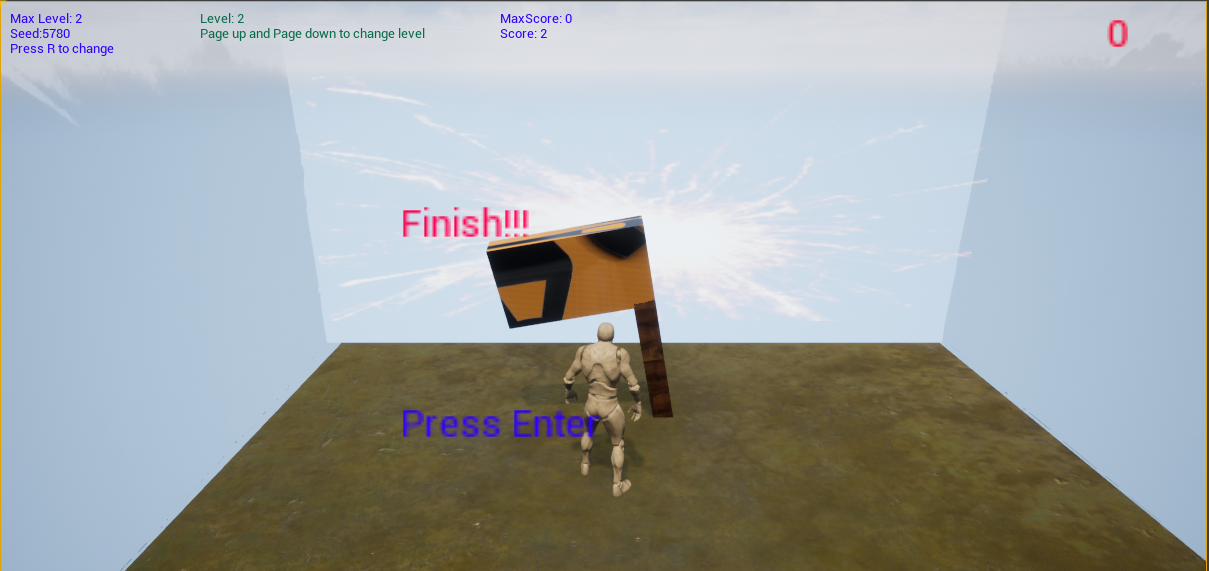 Max Level: 2
Seed:5780
Press R to change
Level: 2
Page up and Page down to change level
MaxScore: 0
Score: 2
0
Finish!!!
Press Enter